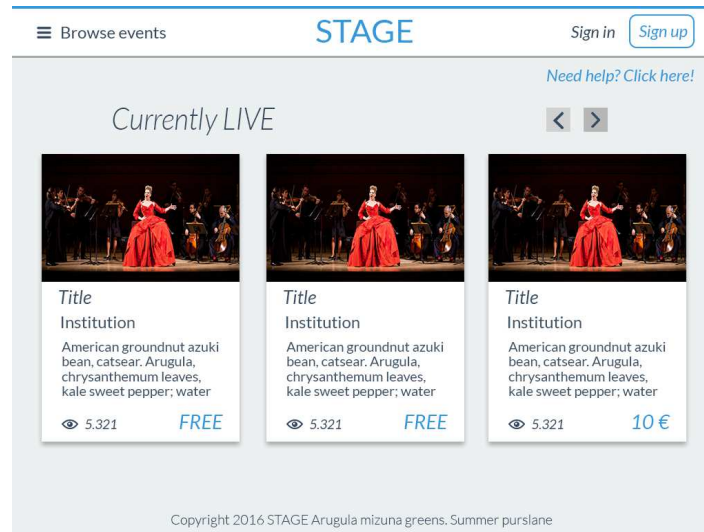 Browse events
STAGE
Sign in
Sign up
Need help? Click here!
Currently LIVE
Title
Institution
American groundnut azuki
bean, catsear. Arugula,
chrysanthemum leaves,
kale sweet pepper; water
5.321
FREE
Title
Institution
American groundnut azuki
bean, catsear. Arugula,
chrysanthemum leaves,
kale sweet pepper; water
5.321
FREE
Title
Institution
American groundnut azuki
bean, catsear. Arugula,
chrysanthemum leaves,
kale sweet pepper; water
5.321
10 €
Copyright 2016 STAGE Arugula mizuna greens. Summer purslane